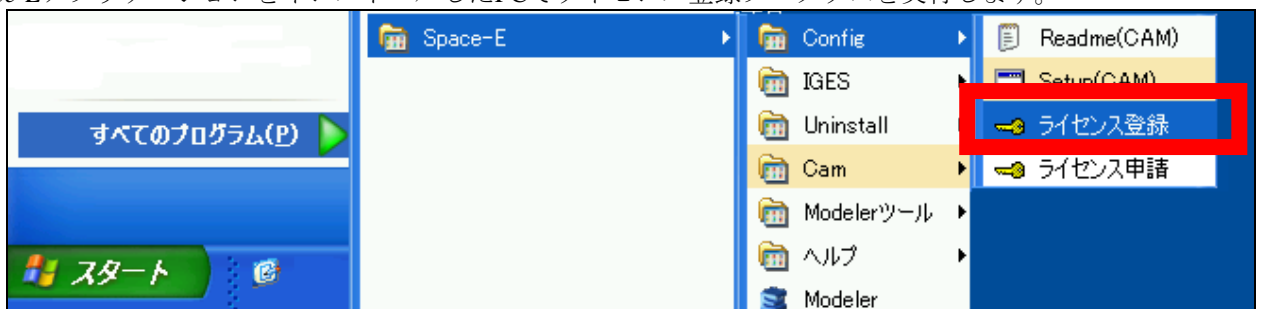 Space-E
Config
Readme(CAM)
IGES
Setup(CAM)
すべてのプログラム(P)
Uninstall
ライセンス登録
Cam
ライセンス申請
Modelerツール
スタート
ヘルプ
Modeler